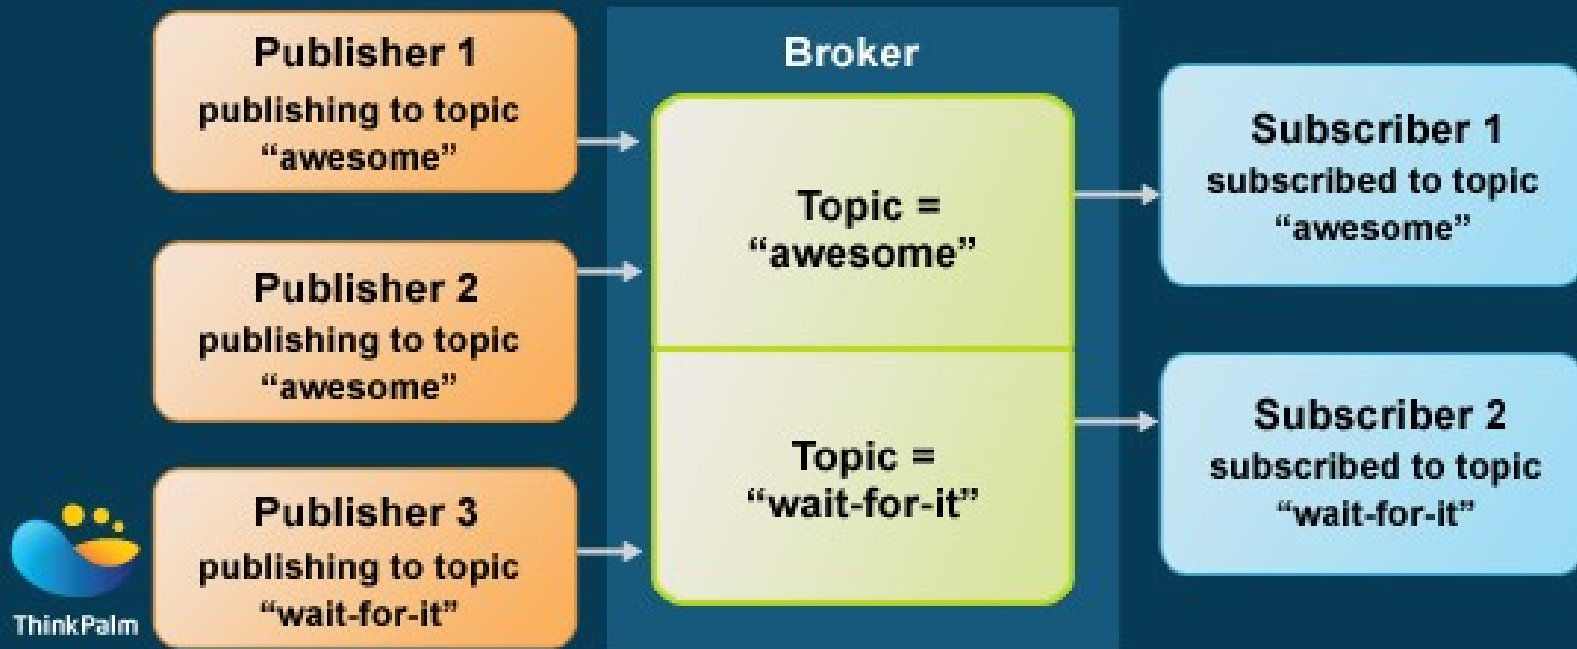 Publisher 1
publishing to topic
“awesome”
Publisher 2
publishing to topic
“awesome”
Publisher 3
publishing to topic
“wait-for-it”
Broker
Topic =
“awesome”
Topic =
“wait-for-it”
Subscriber 1
subscribed to topic
“awesome”
Subscriber 2
subscribed to topic
“wait-for-it”
ThinkPalm